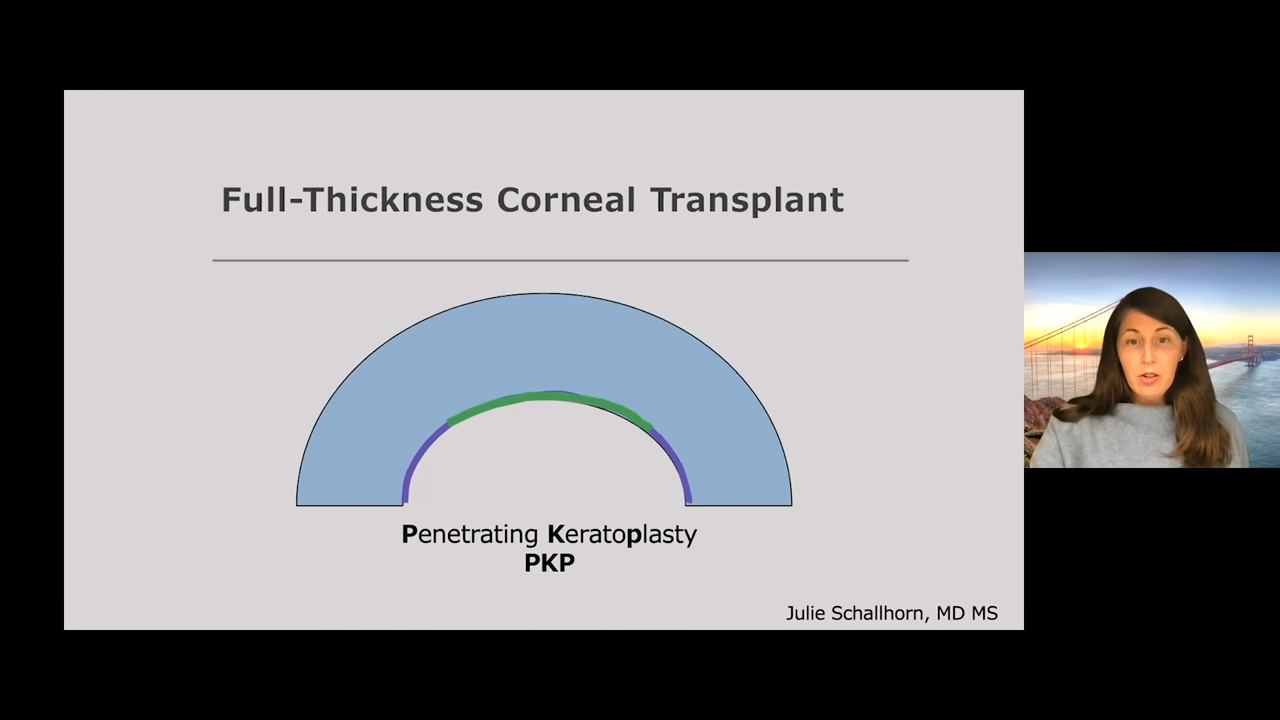 Full-Thickness Corneal Transplant
Penetrating Keratoplasty
PKP
Julie Schallhorn, MD MS